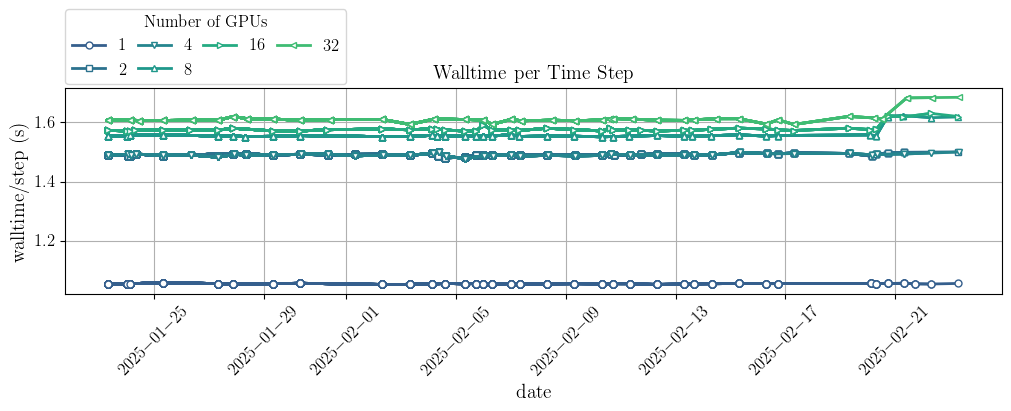 Number of GPUs
1 4 16 32
2 8
Walltime per Time Step
walltime/step (s)
1.6
1.4
1.2
2025−01−25
2025−01−29
2025−02−01
2025−02−05
2025−02−09
2025−02−13
2025−02−17
2025−02−21
date